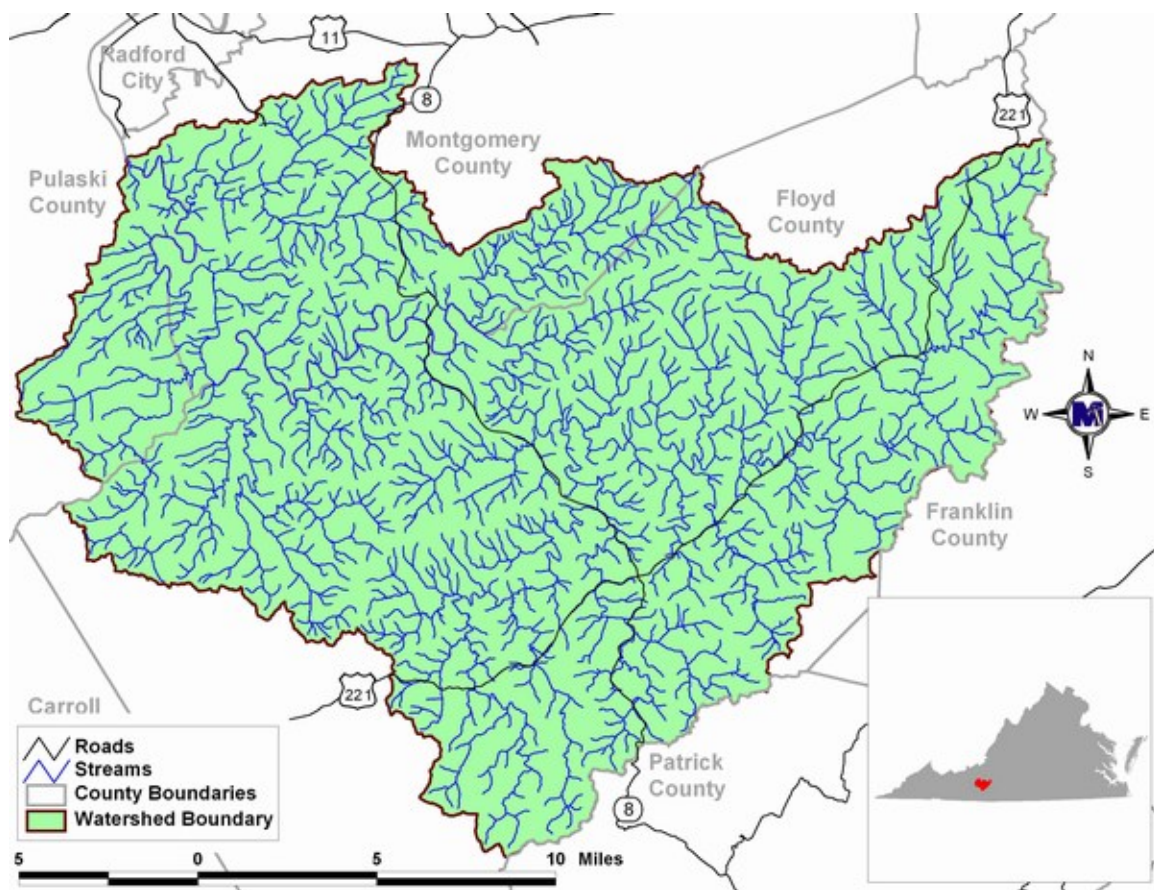 11
Radford
City
8
221
Montgomery
County
Pulaski
County
Floyd
County
N
W
E
S
Franklin
County
221
Carroll
Roads
Streams
County Boundaries
Watershed Boundary
Patrick
County
8
5 0 5 10 Miles